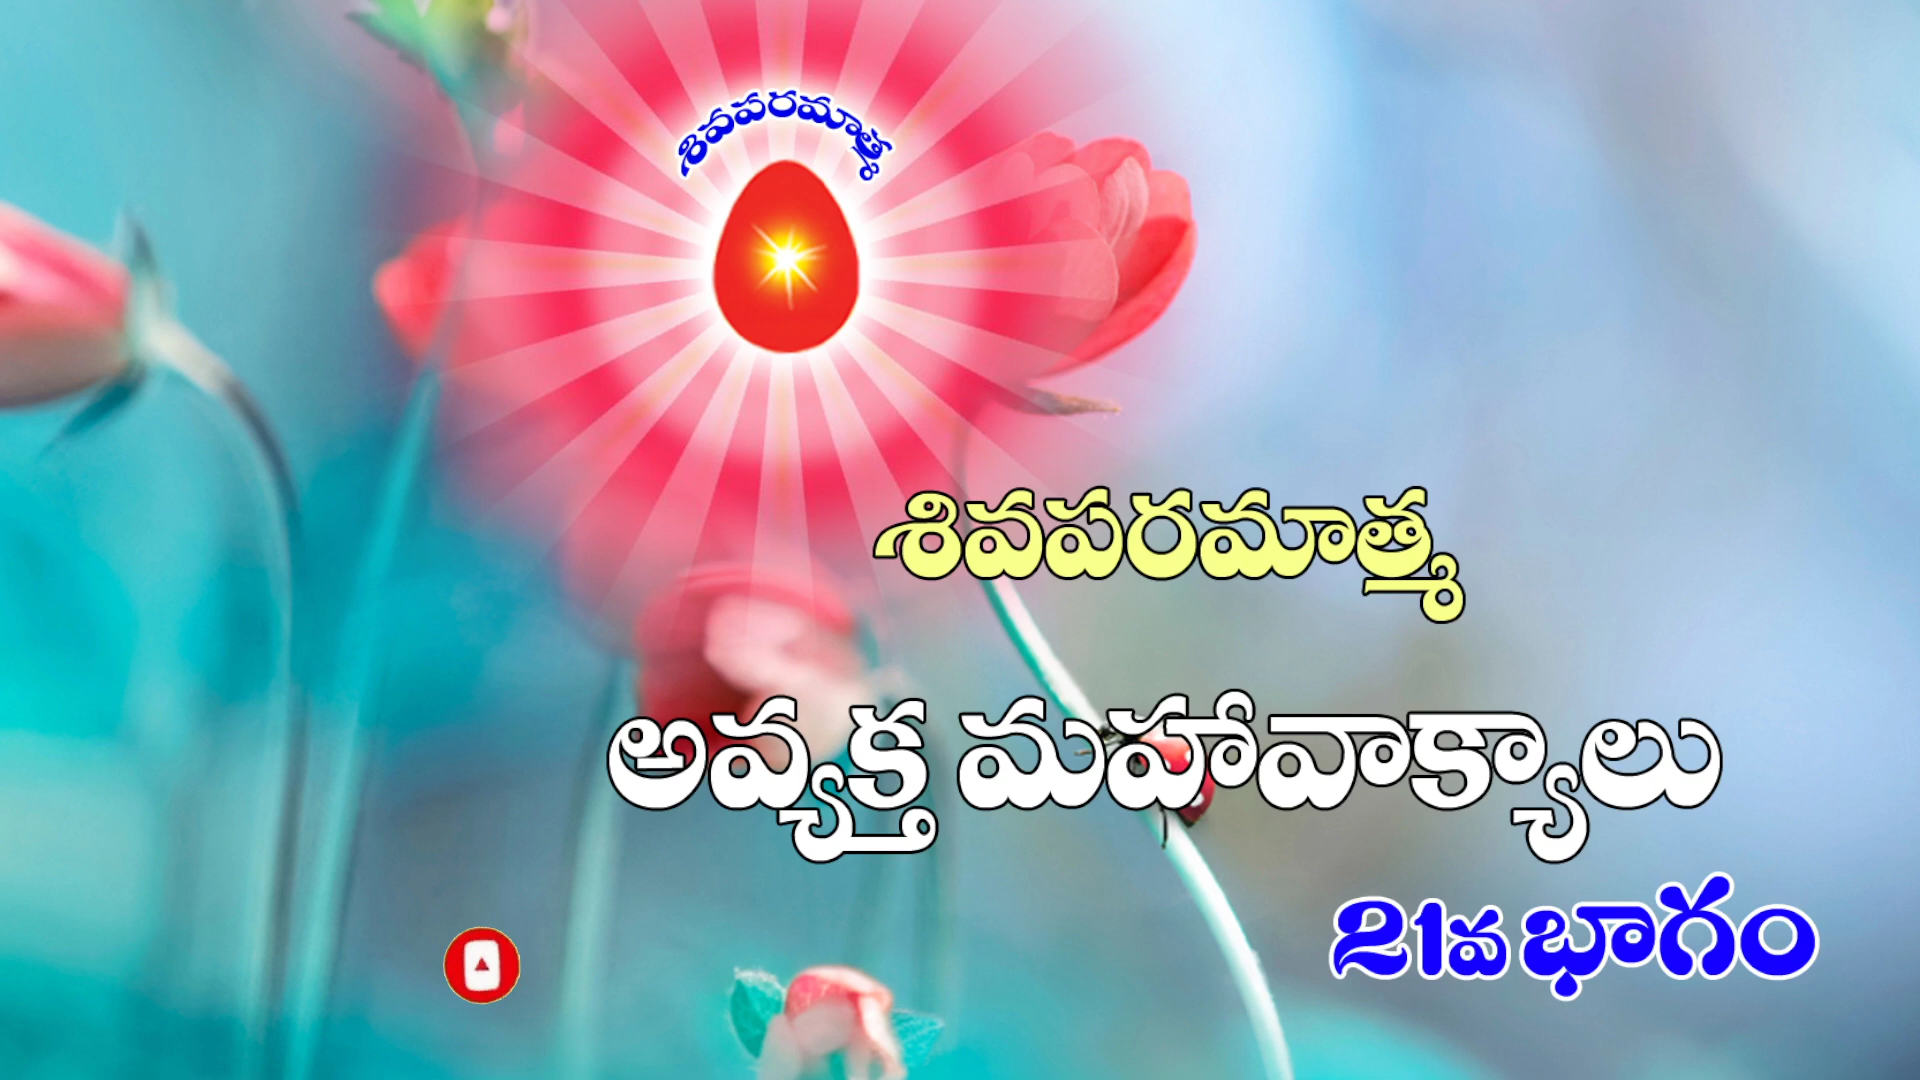 శివపరమాత్మ
శివపరమాత్మ
అవ్యక్త మహావాక్యాలు
21వ భాగం